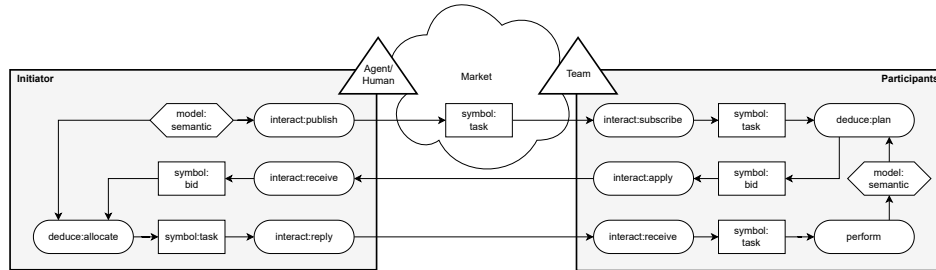 Initiator
Agent/
Human
Market
Team
Participants
model:
semantic
interact:publish
symbol:
task
interact:subscribe
symbol:
task
deduce:plan
symbol:
bid
interact:receive
interact:apply
symbol:
bid
model:
semantic
deduce:allocate
symbol:task
interact:reply
interact:receive
symbol:
task
perform